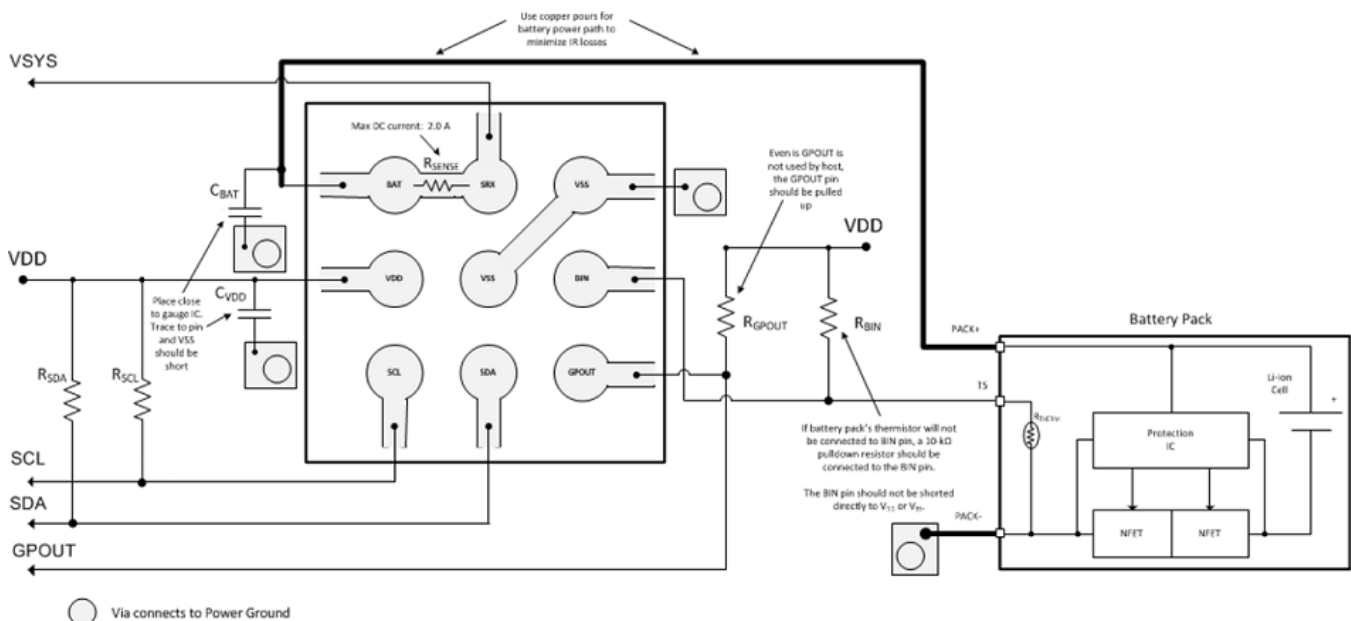 Use copper pours for
battery power path to
minimize IR losses
VSYS
Max DC current: 2.0 A
RSENSE
BAT
SRX
VSS
CBAT
Even is GPOUT is
not used by host,
the GPOUT pin
should be pulled
up
VDD
VDD
VDD
VSS
BIN
CVDD
Place close
to gauge IC.
Trace to pin
and VSS
should be
short
RGPOUT
RBIN
Battery Pack
PACK+
RSDA
RSCL
SCL
SDA
GPOUT
TS
Li-Ion
Cell
+
Protection
IC
If battery pack's thermistor will not
be connected to BIN pin, a 10-kΩ
pulldown resistor should be
connected to the BIN pin.
The BIN pin should not be shorted
directly to
SCL
SDA
PACK-
NFET
NFET
GPOUT
Via connects to Power Ground